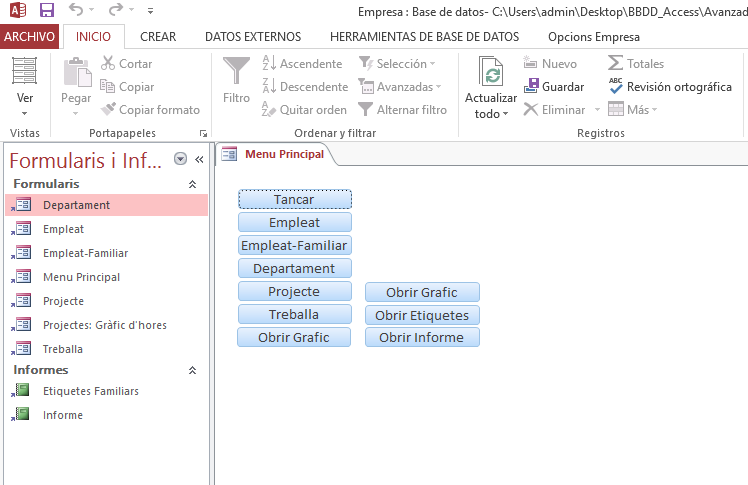 Empresa : Base de datos- C:\Users\admin\Desktop\BBDD_Access\Avanzad
ARCHIVO INICIO CREAR DATOS EXTERNOS HERRAMIENTAS DE BASE DE DATOS Opcions Empresa
Ver
Vistas
Pegar
Cortar
Copiar
Copiar formato
Portapapeles
Filtro
Ascendente
Descendente
Quitar orden
Selección
Avanzadas
Alternar filtro
Ordenar y filtrar
Actualizar
todo
Nuevo
Guardar
Eliminar
Totales
Revisión ortográfica
Más
Registros
Formularis i Inf...
Formularis
Departament
Empleat
Empleat-Familiar
Menu Principal
Projecte
Projectes: Gràfic d'hores
Treballa
Informes
Etiquetes Familiars
Informe
Menu Principal
Tancar
Empleat
Empleat-Familiar
Departament
Projecte
Treballa
Obrir Grafic
Obrir Grafic
Obrir Etiquetes
Obrir Informe